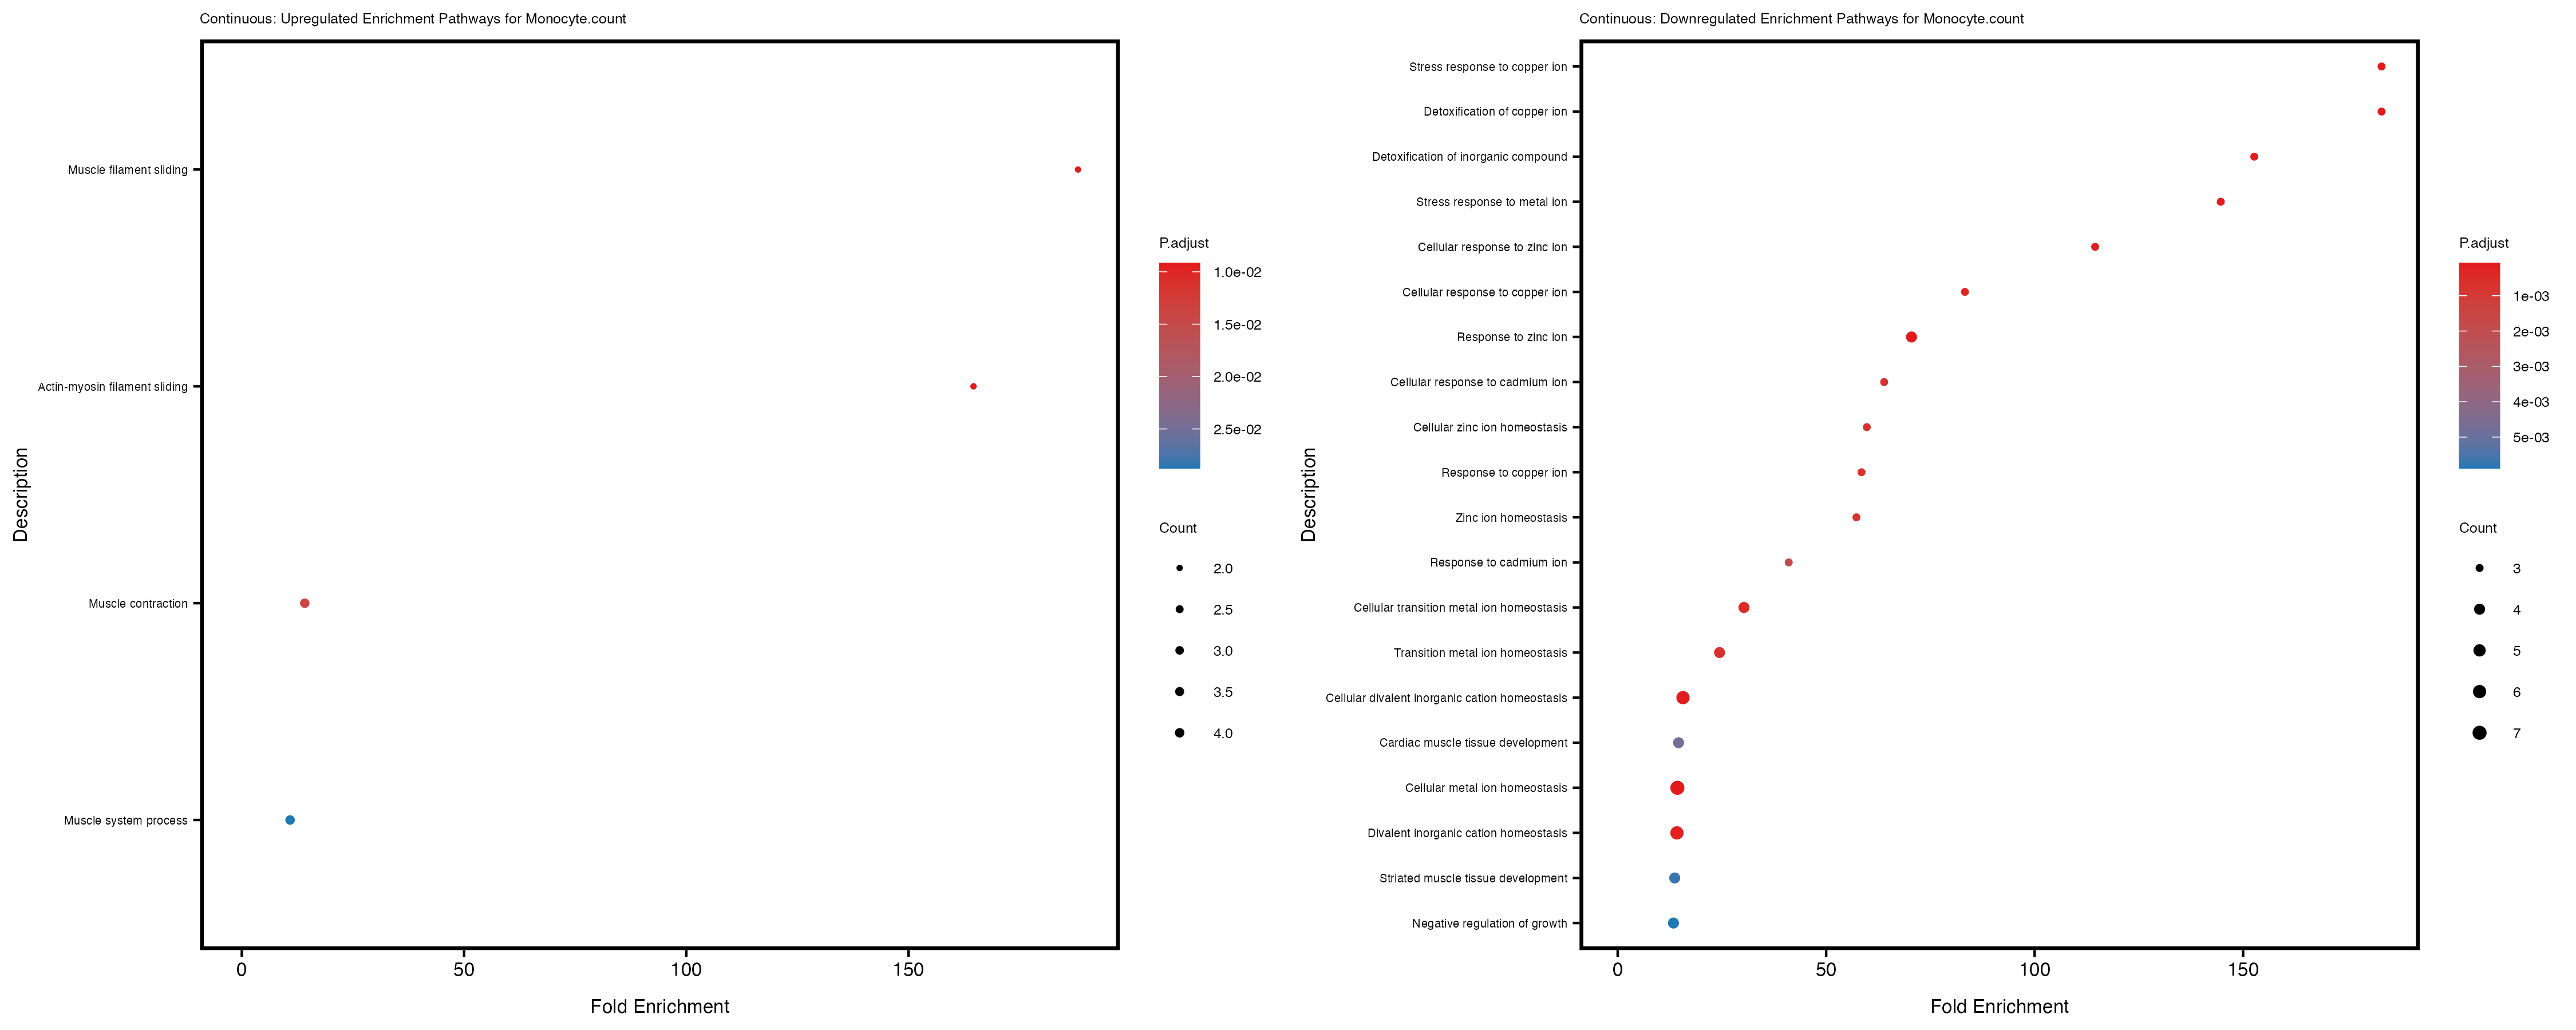 Continuous: Upregulated Enrichment Pathways for Monocyte.count
Description
Muscle filament sliding
Actin-myosin filament sliding
Muscle contraction
Muscle system process
0
50
100
150
Fold Enrichment
P.adjust
1.0e-02
1.5e-02
2.0e-02
2.5e-02
Count
2.0
2.5
3.0
3.5
4.0
Continuous: Downregulated Enrichment Pathways for Monocyte.count
Description
Stress response to copper ion
Detoxification of copper ion
Detoxification of inorganic compound
Stress response to metal ion
Cellular response to zinc ion
Cellular response to copper ion
Response to zinc ion
Cellular response to cadmium ion
Cellular zinc ion homeostasis
Response to copper ion
Zinc ion homeostasis
Response to cadmium ion
Cellular transition metal ion homeostasis
Transition metal ion homeostasis
Cellular divalent inorganic cation homeostasis
Cardiac muscle tissue development
Cellular metal ion homeostasis
Divalent inorganic cation homeostasis
Striated muscle tissue development
Negative regulation of growth
0
50
100
150
Fold Enrichment
P.adjust
1e-03
2e-03
3e-03
4e-03
5e-03
Count
3
4
5
6
7